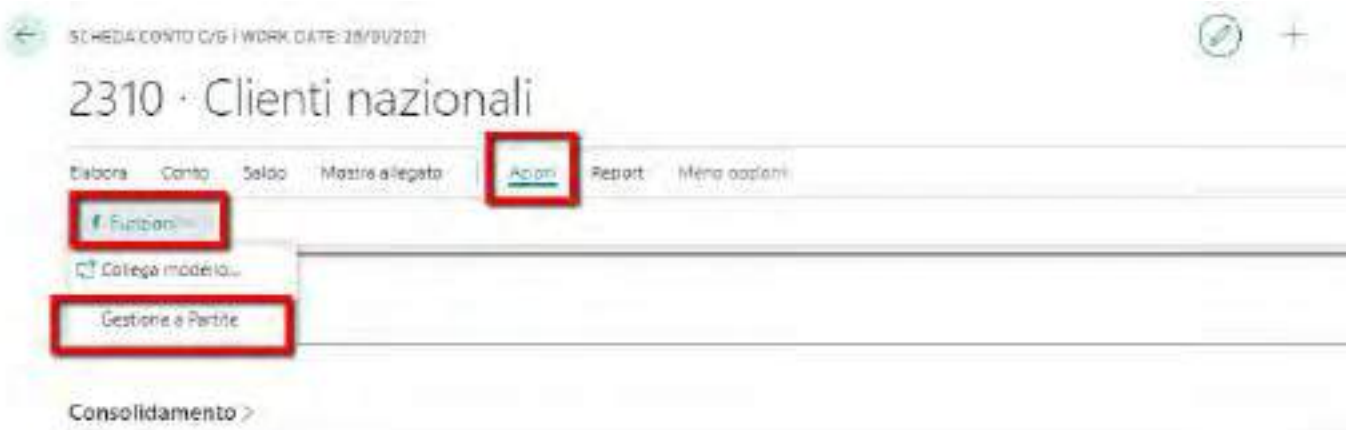 SCHEDA CONTO C/G | WORK DATE: 28/01/2021
2310 · Clienti nazionali
Elabora Conto Saldo Mostra allegato Azioni Report Meno opzioni
Funzioni
Collega modello...
Gestione a Partite
Consolidamento >